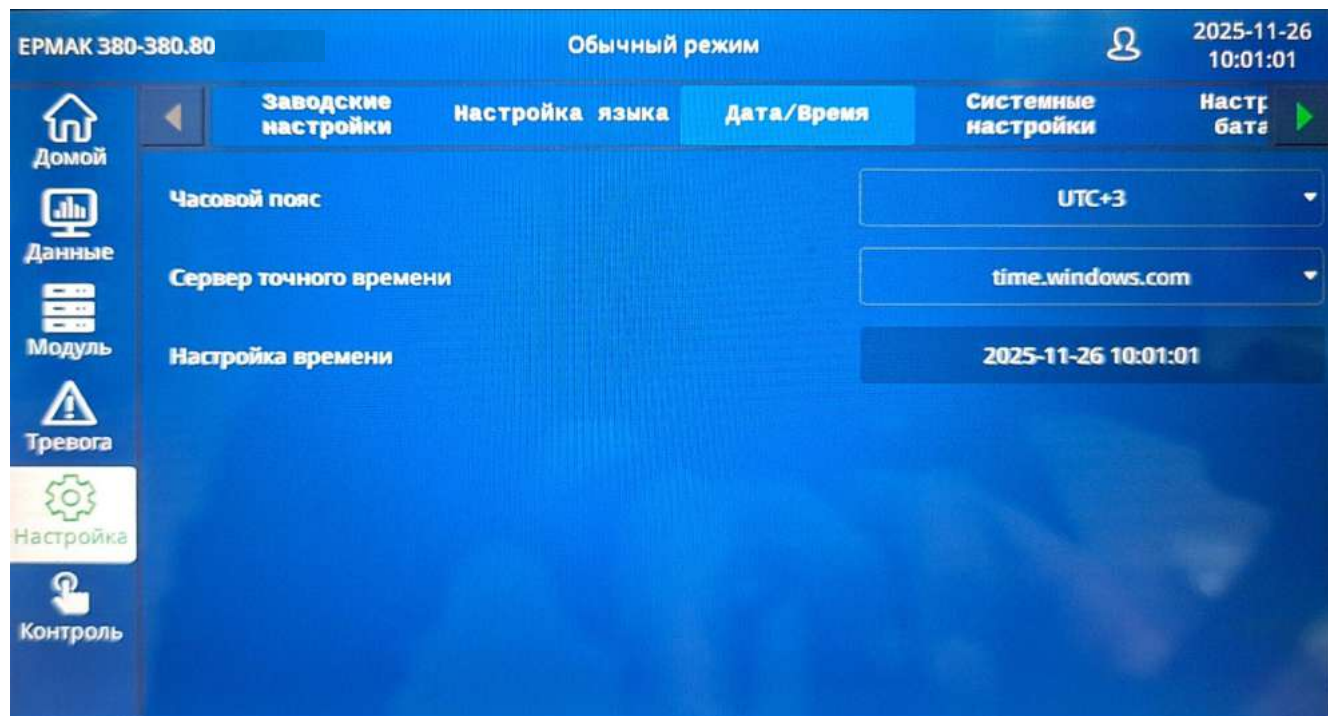 ЕРМАК 380-380.80
Обычный режим
2025-11-26
10:01:01
Домой
Данные
Модуль
Тревога
Настройка
Контроль
Заводские
настройки
Настройка языка
Дата/Время
Системные
настройки
Часовой пояс
UTC+3
Сервер точного времени
time.windows.com
Настройка времени
2025-11-26 10:01:01